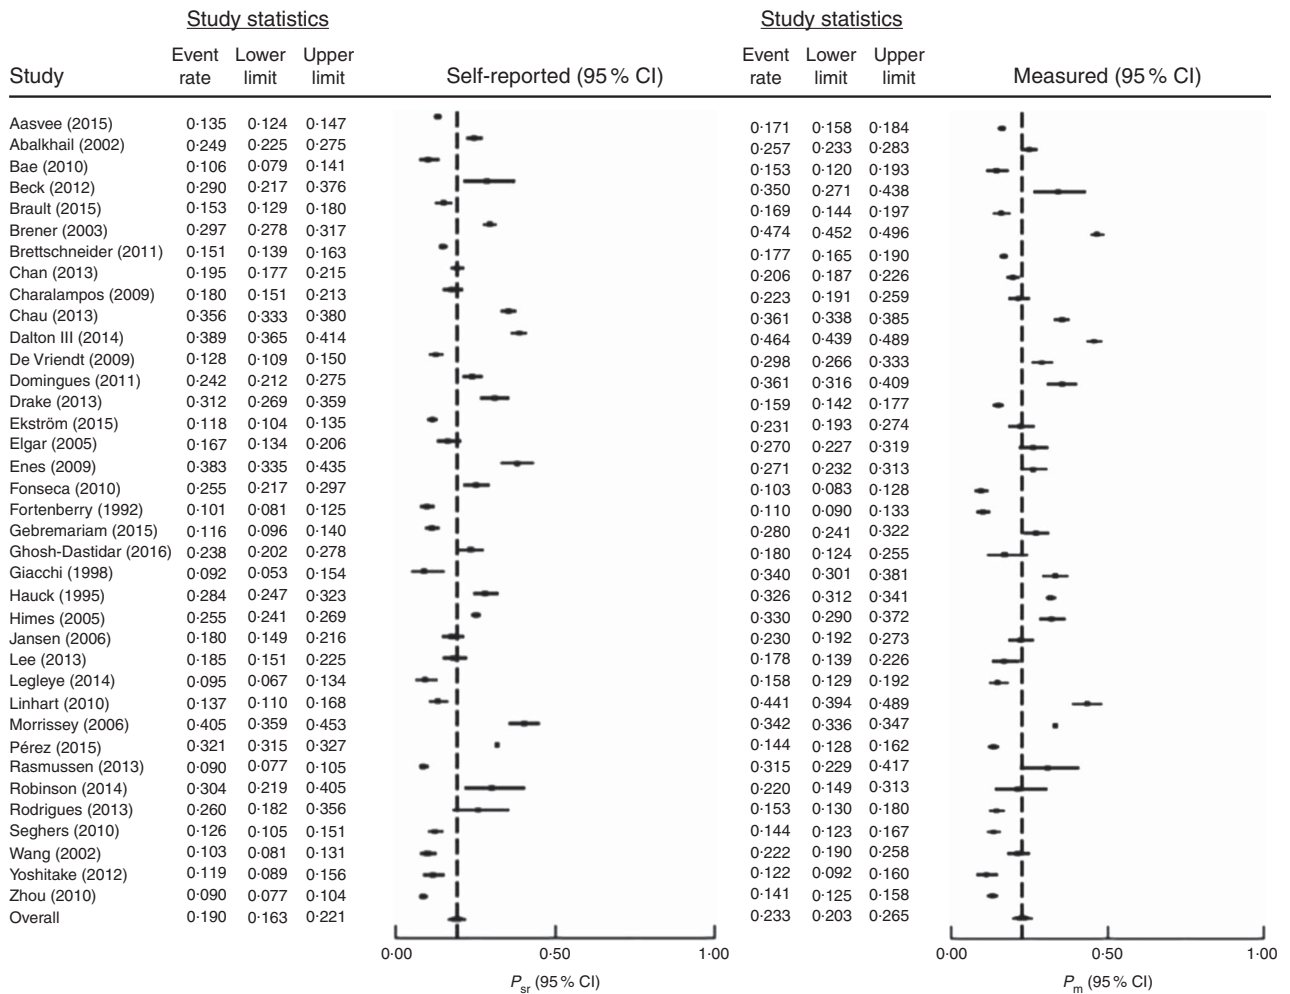 Study statistics Study statistics
Event Lower Upper Event Lower Upper
Study rate limit limit Self-reported (95 % CI) rate limit limit Measured (95 % CI)
Aasvee (2015) 0·135 0·124 0·147 0·171 0·158 0·184
Abalkhail (2002) 0·249 0·225 0·275 0·257 0·233 0·283
Bae (2010) 0·106 0·079 0·141 0·153 0·120 0·193
Beck (2012) 0·290 0·217 0·376 0·350 0·271 0·438
Brault (2015) 0·153 0·129 0·180 0·169 0·144 0·197
Brener (2003) 0·297 0·278 0·317 0·474 0·452 0·496
Brettschneider (2011) 0·151 0·139 0·163 0·177 0·165 0·190
Chan (2013) 0·195 0·177 0·215 0·206 0·187 0·226
Charalampos (2009) 0·180 0·151 0·213 0·223 0·191 0·259
Chau (2013) 0·356 0·333 0·380 0·361 0·338 0·385
Dalton III (2014) 0·389 0·365 0·414 0·464 0·439 0·489
De Vriendt (2009) 0·128 0·109 0·150 0·298 0·266 0·333
Domingues (2011) 0·242 0·212 0·275 0·361 0·316 0·409
Drake (2013) 0·312 0·269 0·359 0·159 0·142 0·177
Ekström (2015) 0·118 0·104 0·135 0·231 0·193 0·274
Elgar (2005) 0·167 0·134 0·206 0·270 0·227 0·319
Enes (2009) 0·383 0·335 0·435 0·271 0·232 0·313
Fonseca (2010) 0·255 0·217 0·297 0·103 0·083 0·128
Fortenberry (1992) 0·101 0·081 0·125 0·110 0·090 0·133
Gebremariam (2015) 0·116 0·096 0·140 0·280 0·241 0·322
Ghosh-Dastidar (2016) 0·238 0·202 0·278 0·180 0·124 0·255
Giacchi (1998) 0·092 0·053 0·154 0·340 0·301 0·381
Hauck (1995) 0·284 0·247 0·323 0·326 0·312 0·341
Himes (2005) 0·255 0·241 0·269 0·330 0·290 0·372
Jansen (2006) 0·180 0·149 0·216 0·230 0·192 0·273
Lee (2013) 0·185 0·151 0·225 0·178 0·139 0·226
Legleye (2014) 0·095 0·067 0·134 0·158 0·129 0·192
Linhart (2010) 0·137 0·110 0·168 0·441 0·394 0·489
Morrissey (2006) 0·405 0·359 0·453 0·342 0·336 0·347
Pérez (2015) 0·321 0·315 0·327 0·144 0·128 0·162
Rasmussen (2013) 0·090 0·077 0·105 0·315 0·229 0·417
Robinson (2014) 0·304 0·219 0·405 0·220 0·149 0·313
Rodrigues (2013) 0·260 0·182 0·356 0·153 0·130 0·180
Seghers (2010) 0·126 0·105 0·151 0·144 0·123 0·167
Wang (2002) 0·103 0·081 0·131 0·222 0·190 0·258
Yoshitake (2012) 0·119 0·089 0·156 0·122 0·092 0·160
Zhou (2010) 0·090 0·077 0·104 0·141 0·125 0·158
Overall 0·190 0·163 0·221 0·233 0·203 0·265
0·00 0·50 1·00 0·00 0·50 1·00
Psr (95 % CI) Pm (95 % CI)